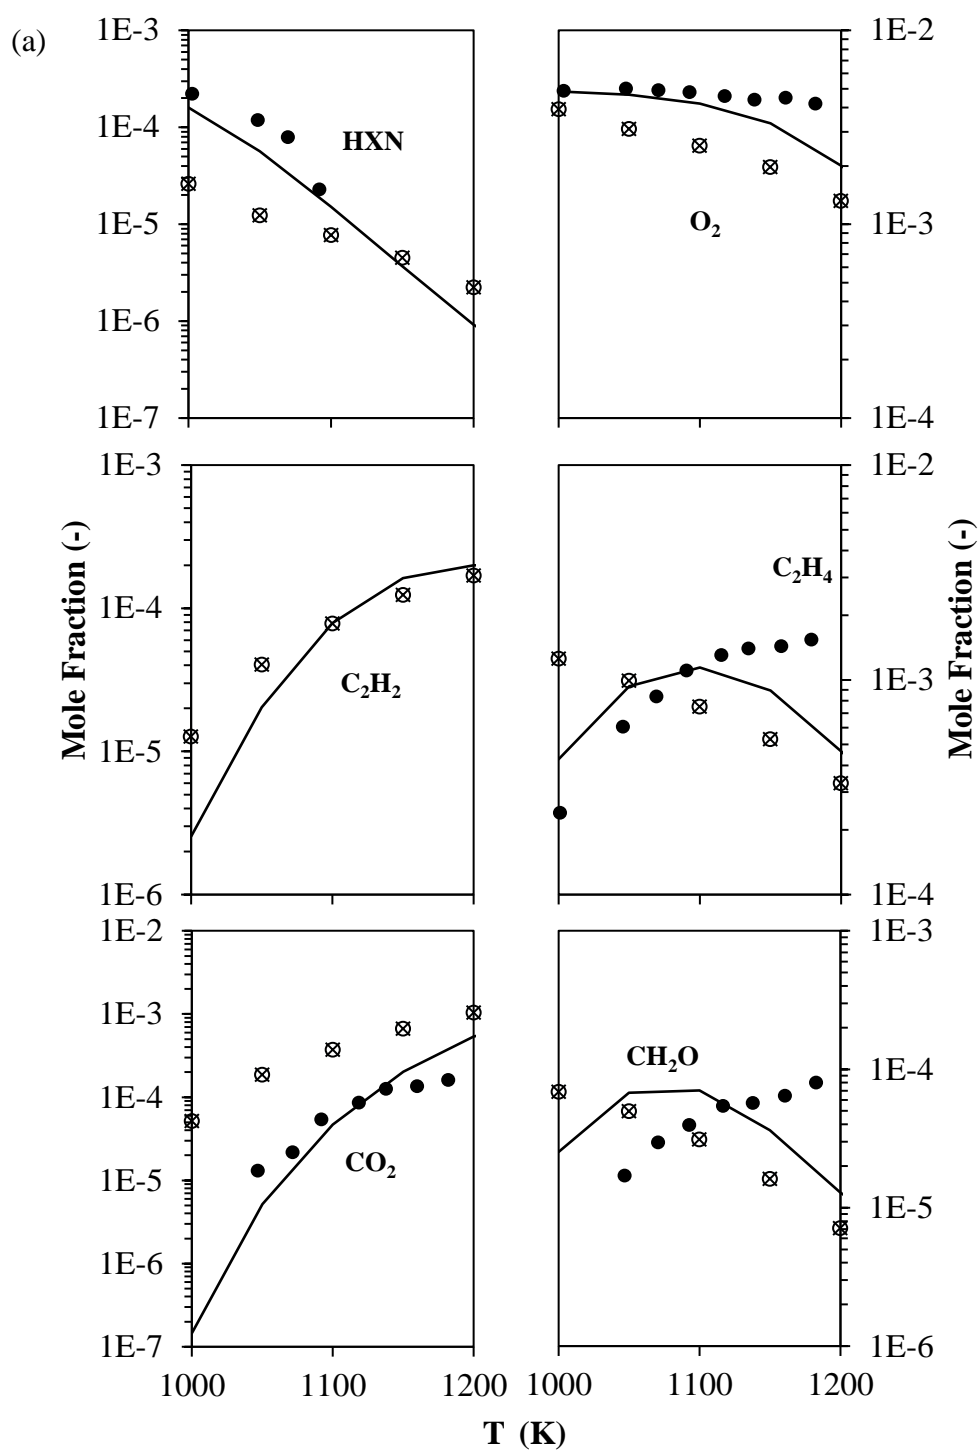 (a)
1E-3
1E-4
1E-5
1E-6
1E-7
HXN
1E-2
1E-3
1E-4
O₂
1E-3
1E-4
1E-5
1E-6
C₂H₂
1E-2
1E-3
1E-4
C₂H₄
Mole Fraction (-)
Mole Fraction (-)
1E-2
1E-3
1E-4
1E-5
1E-6
1E-7
CO₂
1E-3
1E-4
1E-5
1E-6
CH₂O
1000 1100 1200
1000 1100 1200
T (K)